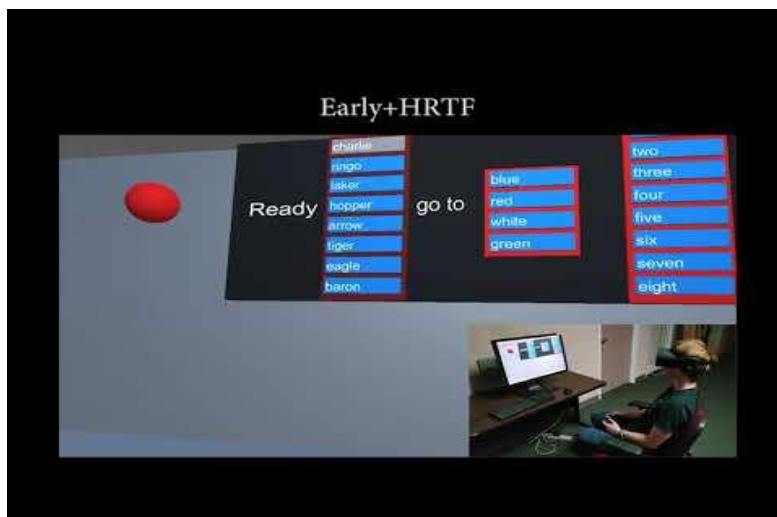 Early+HRTF
Ready
charlie
ringo
laker
hopper
arrow
tiger
eagle
baron
go to
blue
red
white
green
two
three
four
five
six
seven
eight